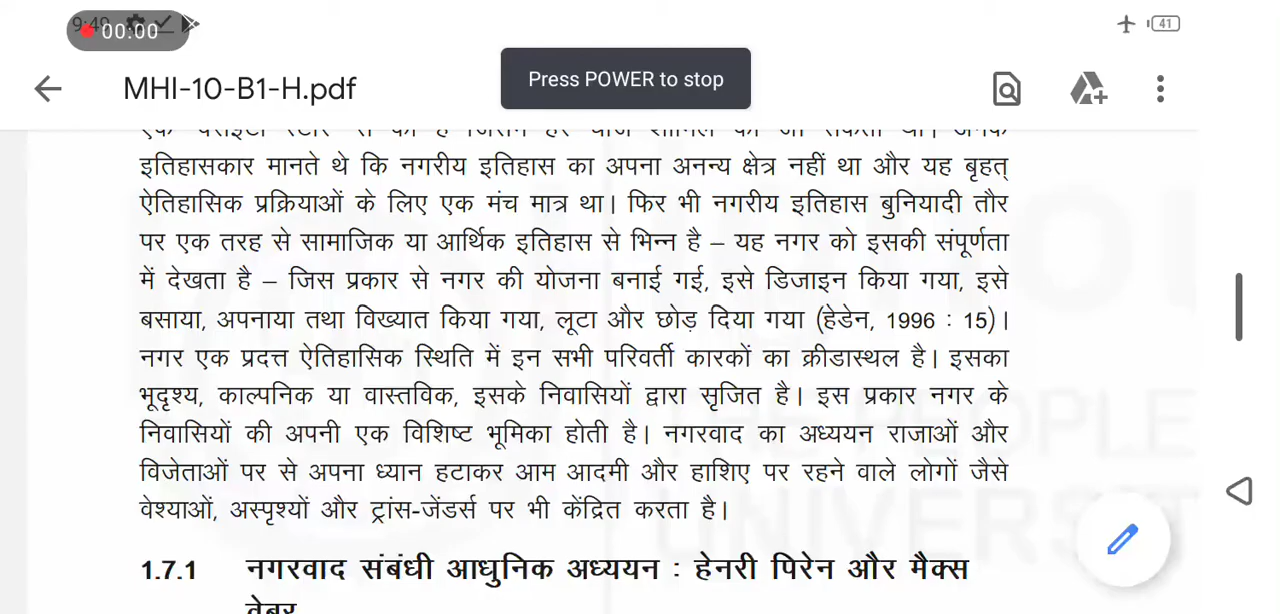 9:49
00:00
41
Press POWER to stop
MHI-10-B1-H.pdf
इतिहासकार मानते थे कि नगरीय इतिहास का अपना अनन्य क्षेत्र नहीं था और यह बृहत्
ऐतिहासिक प्रक्रियाओं के लिए एक मंच मात्र था। फिर भी नगरीय इतिहास बुनियादी तौर
पर एक तरह से सामाजिक या आर्थिक इतिहास से भिन्न है – यह नगर को इसकी संपूर्णता
में देखता है – जिस प्रकार से नगर की योजना बनाई गई, इसे डिजाइन किया गया, इसे
बसाया, अपनाया तथा विख्यात किया गया, लूटा और छोड़ दिया गया (हेडेन, 1996 : 15)।
नगर एक प्रदत्त ऐतिहासिक स्थिति में इन सभी परिवर्ती कारकों का क्रीडास्थल है। इसका
भूदृश्य, काल्पनिक या वास्तविक, इसके निवासियों द्वारा सृजित है। इस प्रकार नगर के
निवासियों की अपनी एक विशिष्ट भूमिका होती है। नगरवाद का अध्ययन राजाओं और
विजेताओं पर से अपना ध्यान हटाकर आम आदमी और हाशिए पर रहने वाले लोगों जैसे
वेश्याओं, अस्पृश्यों और ट्रांस-जेंडर्स पर भी केंद्रित करता है।
1.7.1 नगरवाद संबंधी आधुनिक अध्ययन : हेनरी पिरेन और मैक्स
वेबर
PEOPLE
UNIVERSIT